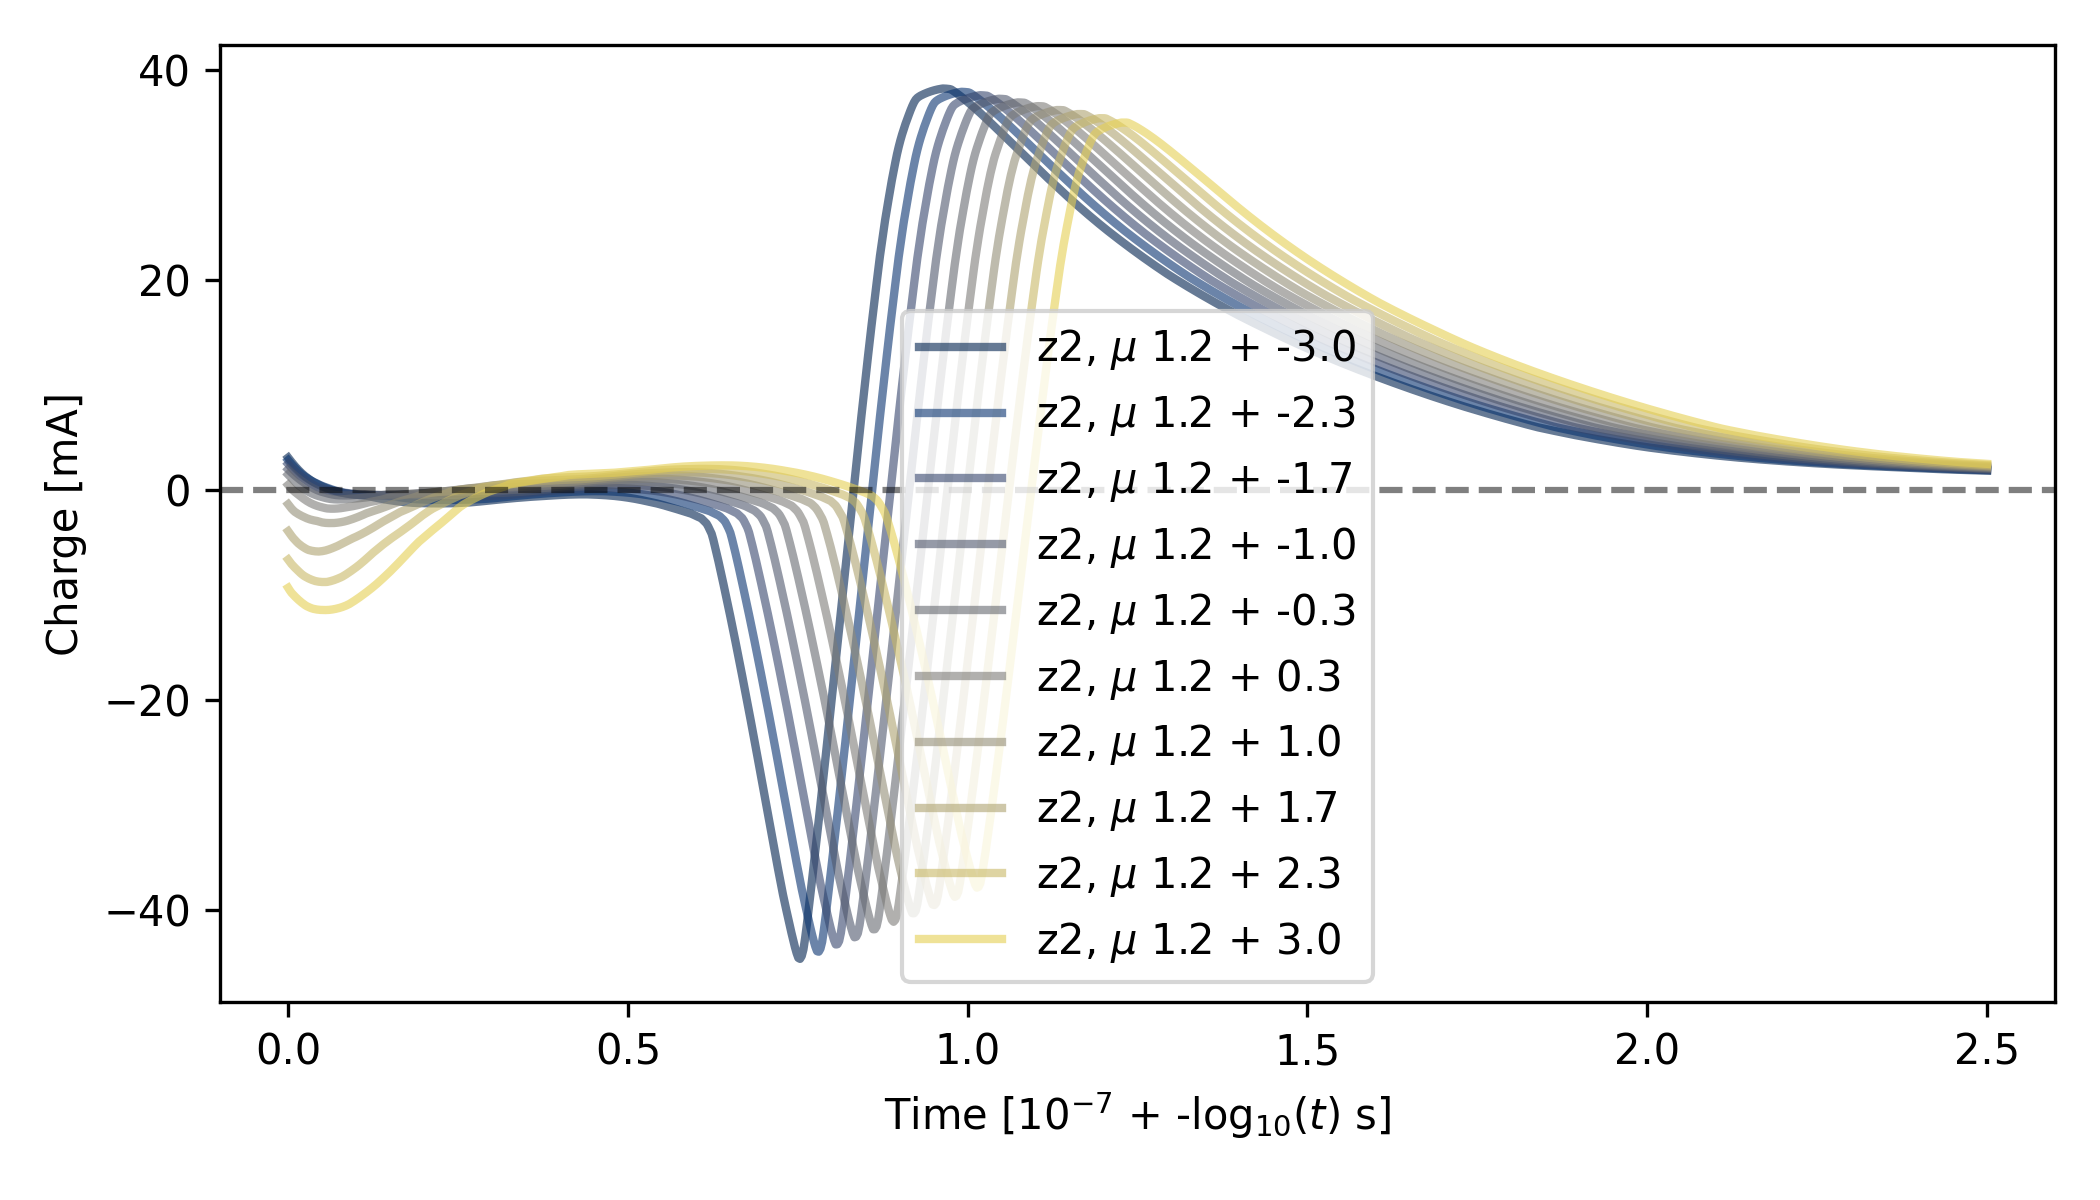 40
20
0
−20
−40
Charge [mA]
z2, μ 1.2 + -3.0
z2, μ 1.2 + -2.3
z2, μ 1.2 + -1.7
z2, μ 1.2 + -1.0
z2, μ 1.2 + -0.3
z2, μ 1.2 + 0.3
z2, μ 1.2 + 1.0
z2, μ 1.2 + 1.7
z2, μ 1.2 + 2.3
z2, μ 1.2 + 3.0
0.0 0.5 1.0 1.5 2.0 2.5
Time [10⁻⁷ + -log₁₀(t) s]